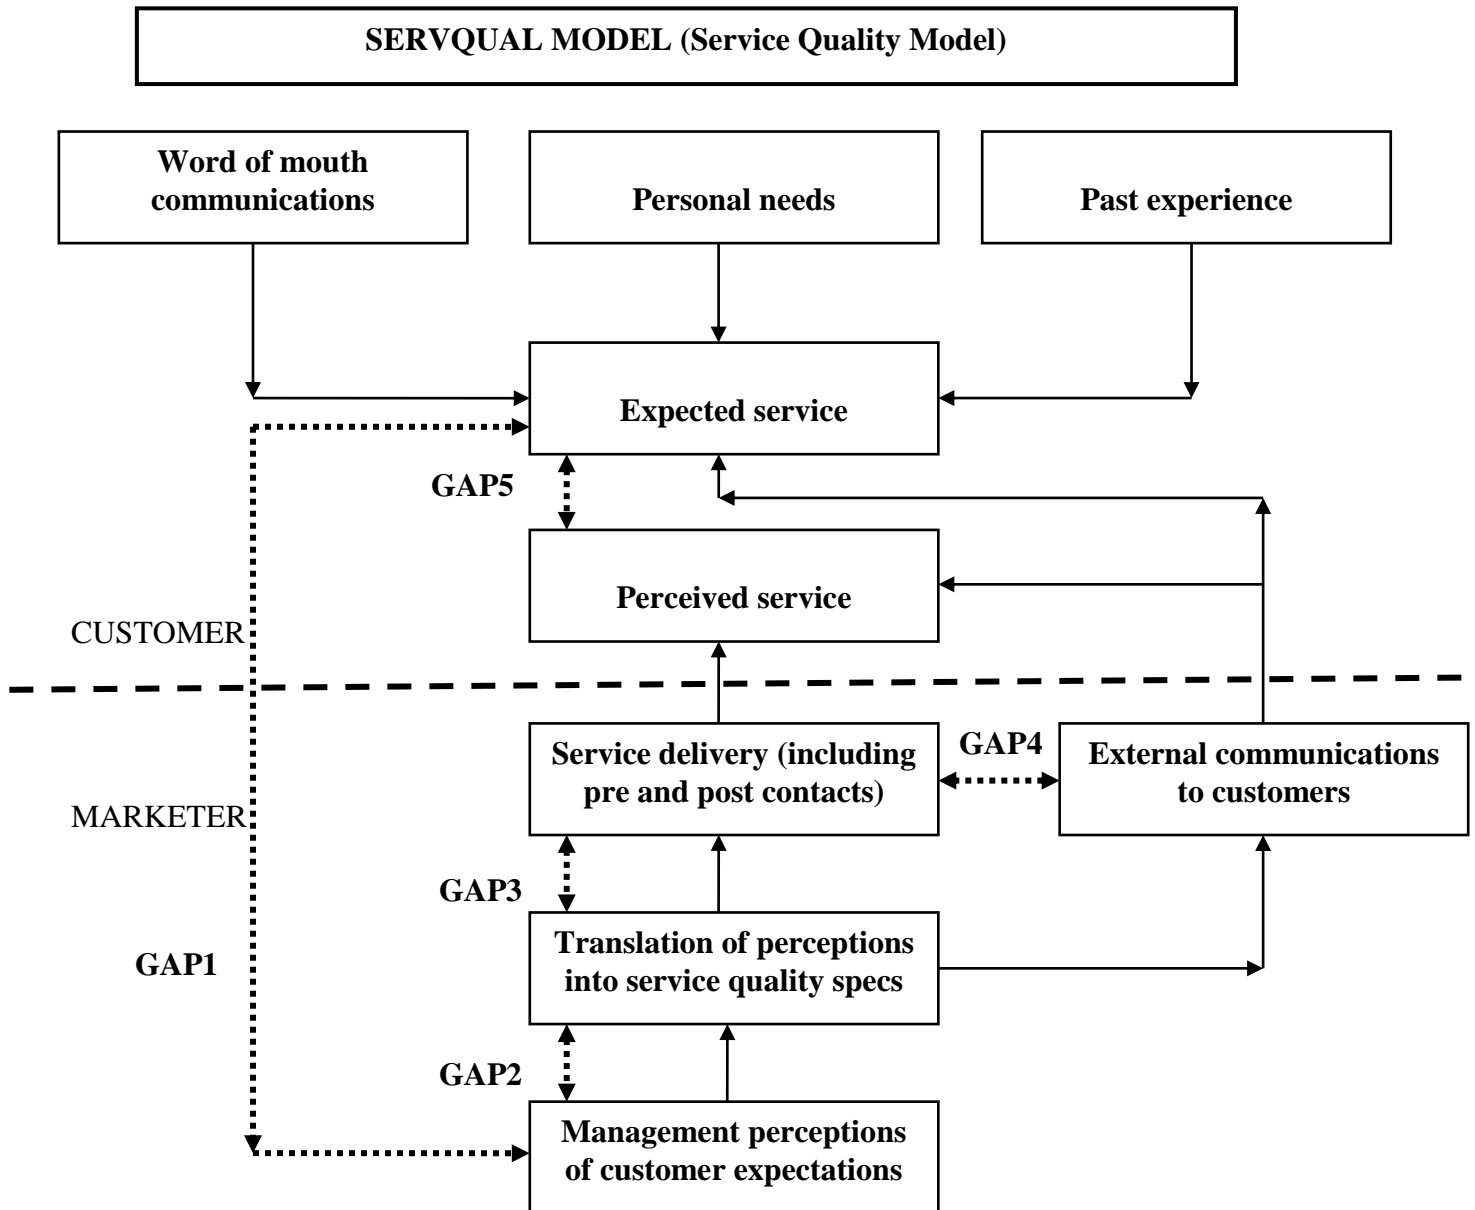 SERVQUAL MODEL (Service Quality Model)
Word of mouth
communications
Personal needs
Past experience
Expected service
GAP5
Perceived service
CUSTOMER
Service delivery (including
pre and post contacts)
GAP4
External communications
to customers
MARKETER
GAP3
Translation of perceptions
into service quality specs
GAP1
GAP2
Management perceptions
of customer expectations